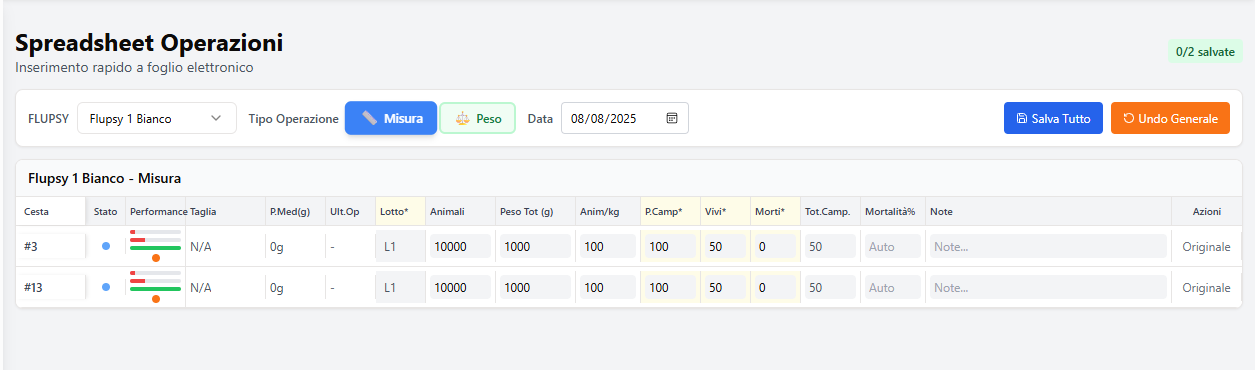 Spreadsheet Operazioni
Inserimento rapido a foglio elettronico
0/2 salvate
FLUPSY Flupsy 1 Bianco Tipo Operazione Misura Peso Data 08/08/2025 Salva Tutto Undo Generale
Flupsy 1 Bianco - Misura
Cesta Stato Performance Taglia P.Med(g) Ult.Op Lotto* Animali Peso Tot (g) Anim/kg P.Camp* Vivi* Morti* Tot.Camp. Mortalità% Note Azioni
#3 N/A 0g - L1 10000 1000 100 100 50 0 50 Auto Note... Originale
#13 N/A 0g - L1 10000 1000 100 100 50 0 50 Auto Note... Originale